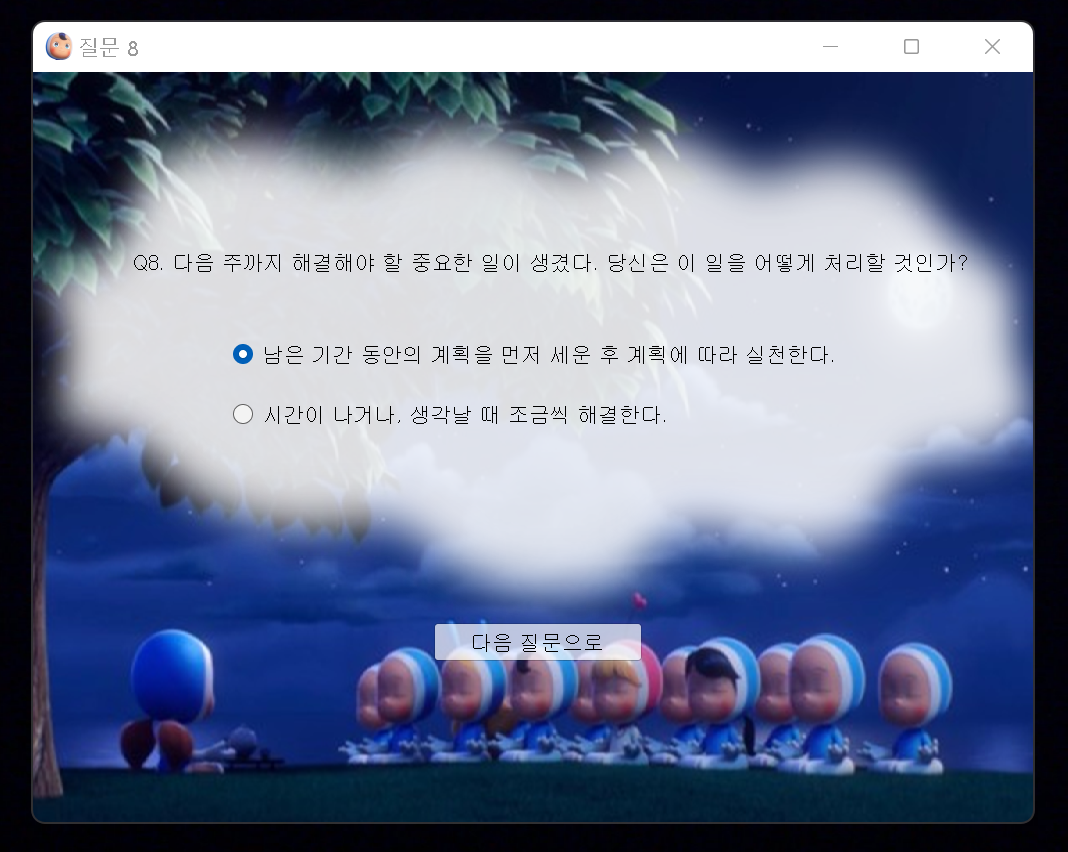 질문 8
Q8. 다음 주까지 해결해야 할 중요한 일이 생겼다. 당신은 이 일을 어떻게 처리할 것인가?
남은 기간 동안의 계획을 먼저 세운 후 계획에 따라 실천한다.
시간이 나거나, 생각날 때 조금씩 해결한다.
다음 질문으로